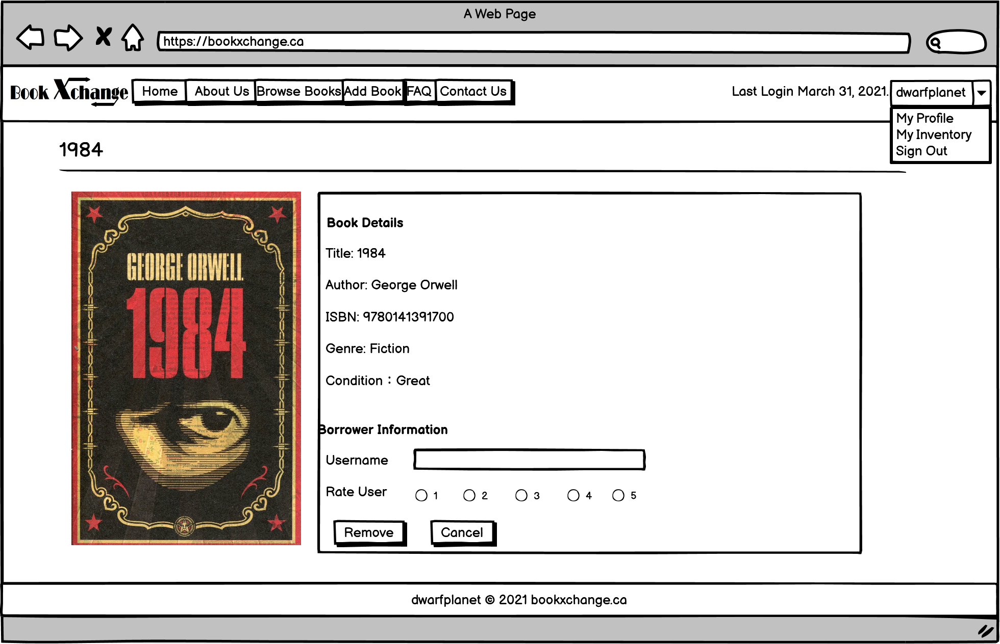 A Web Page
https://bookxchange.ca
Book Xchange
Home About Us Browse Books Add Book FAQ Contact Us
Last Login March 31, 2021. dwarfplanet
My Profile
My Inventory
Sign Out
1984
GEORGE ORWELL
1984
Book Details
Title: 1984
Author: George Orwell
ISBN: 9780141391700
Genre: Fiction
Condition : Great
Borrower Information
Username
Rate User 1 2 3 4 5
Remove Cancel
dwarfplanet © 2021 bookxchange.ca